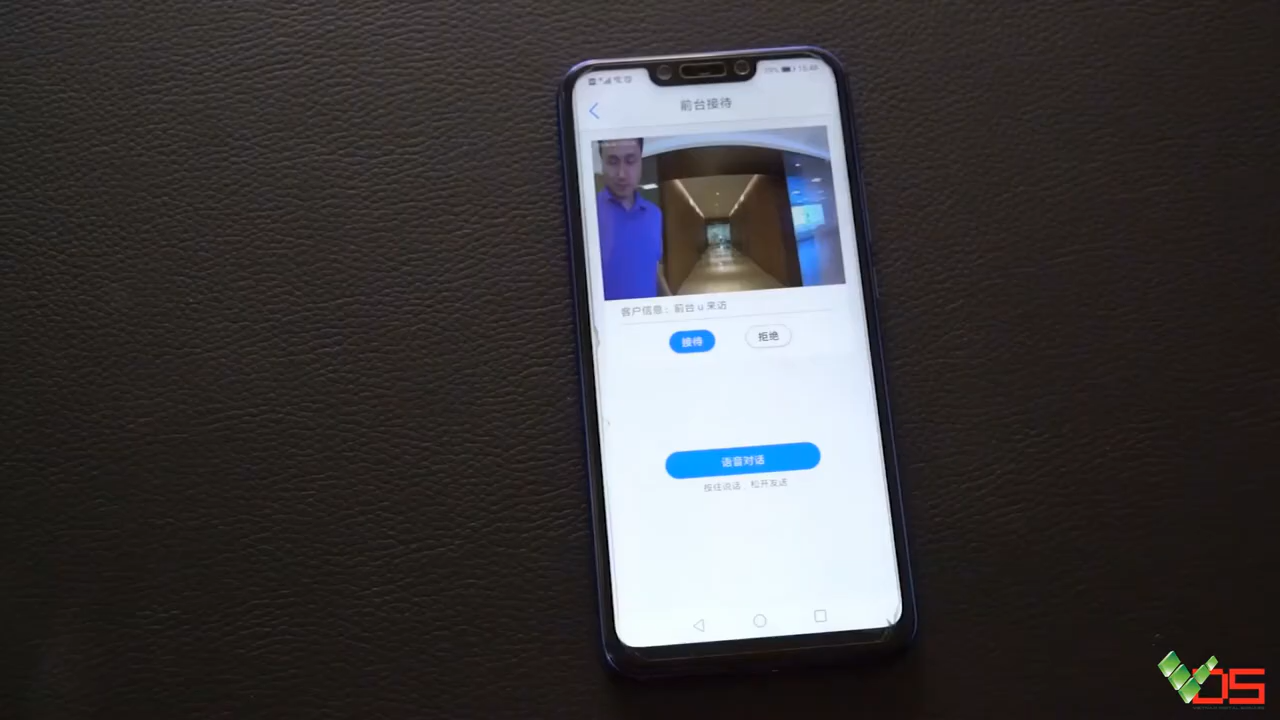 前台接待
客户信息：前台 u 来访
接待
拒绝
语音对话
按住说话，松开发送